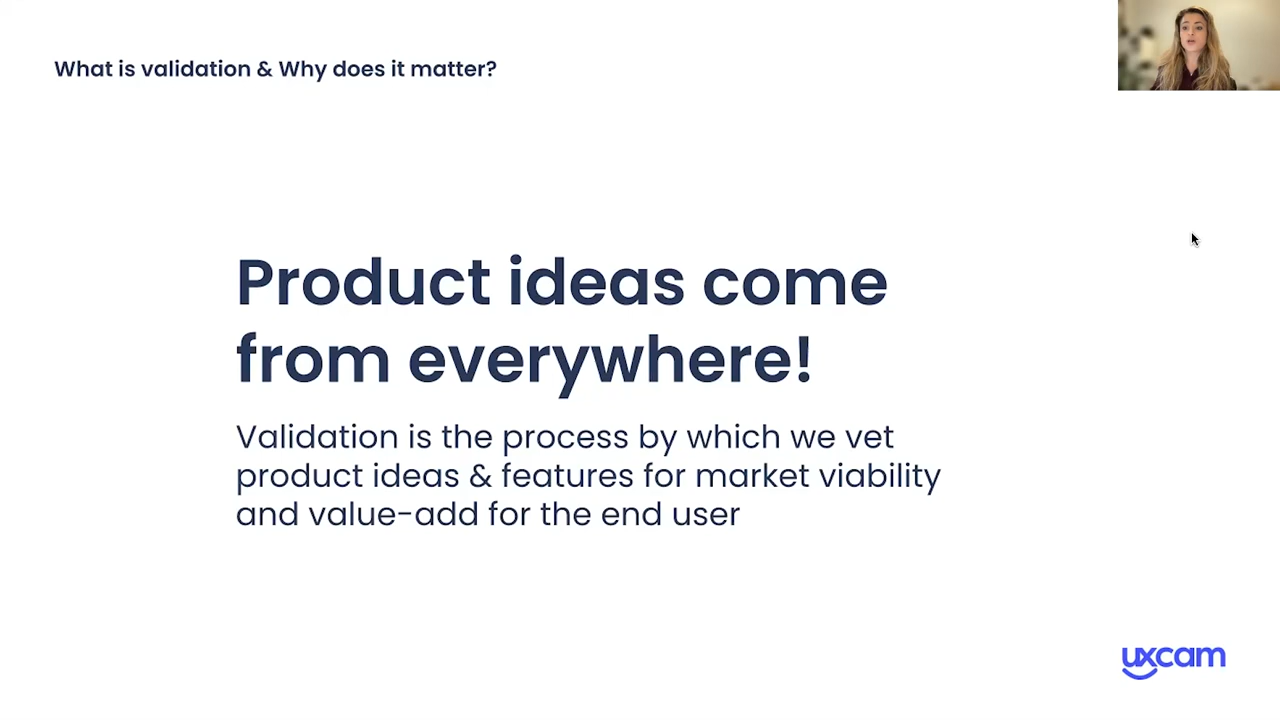 What is validation & Why does it matter?
Product ideas come
from everywhere!
Validation is the process by which we vet
product ideas & features for market viability
and value-add for the end user
uxcam